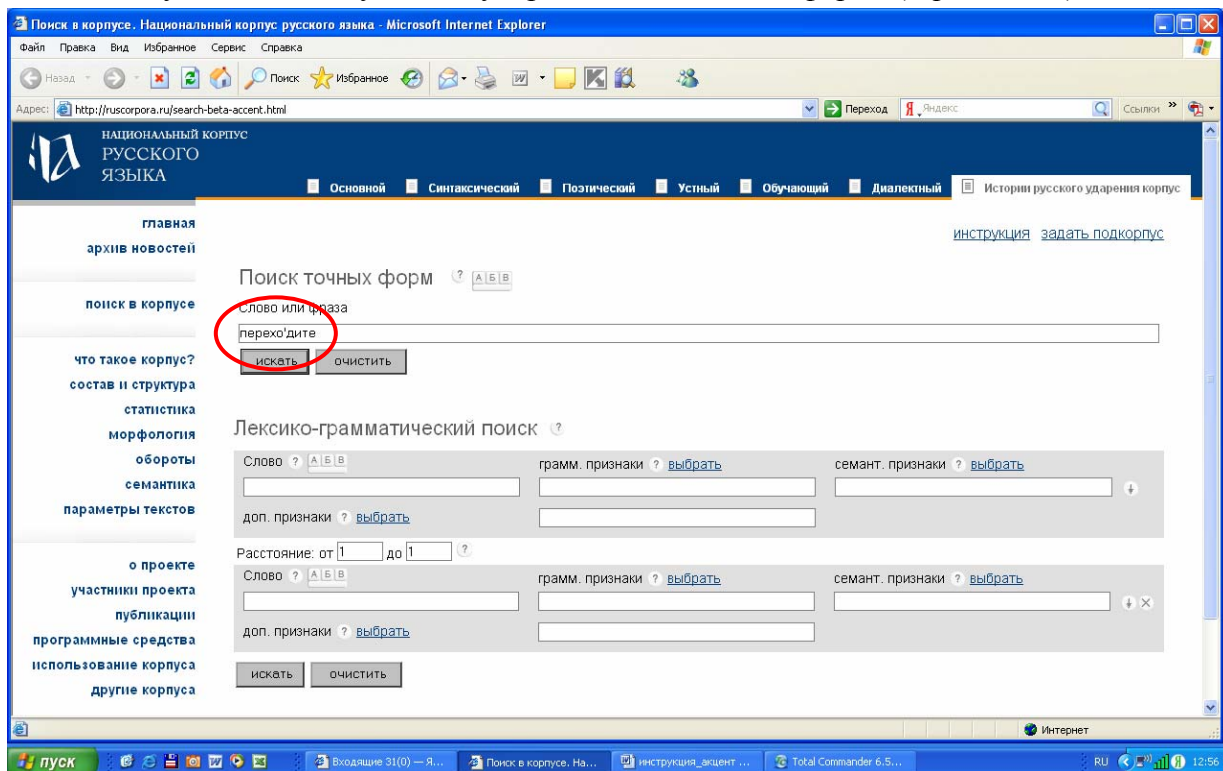 Поиск в корпусе. Национальный корпус русского языка - Microsoft Internet Explorer
Файл Правка Вид Избранное Сервис Справка
Назад Поиск Избранное
Адрес: http://ruscorpora.ru/search-beta-accent.html Переход Яндекс Ссылки
НАЦИОНАЛЬНЫЙ КОРПУС
РУССКОГО
ЯЗЫКА
Основной Синтаксический Поэтический Устный Обучающий Диалектный Истории русского ударения корпус
главная
архив новостей
инструкция задать подкорпус
Поиск точных форм ? А Б В
поиск в корпусе
Слово или фраза
перехо'дите
искать очистить
что такое корпус?
состав и структура
статистика
морфология
обороты
семантика
параметры текстов
Лексико-грамматический поиск ?
Слово ? А Б В грамм. признаки ? выбрать семант. признаки ? выбрать
доп. признаки ? выбрать
Расстояние: от 1 до 1 ?
Слово ? А Б В грамм. признаки ? выбрать семант. признаки ? выбрать
доп. признаки ? выбрать
искать очистить
о проекте
участники проекта
публикации
программные средства
использование корпуса
другие корпуса
Интернет
пуск Входящие 31(0) — Я... Поиск в корпусе. На... инструкция_акцент ... Total Commander 6.5... RU 12:56